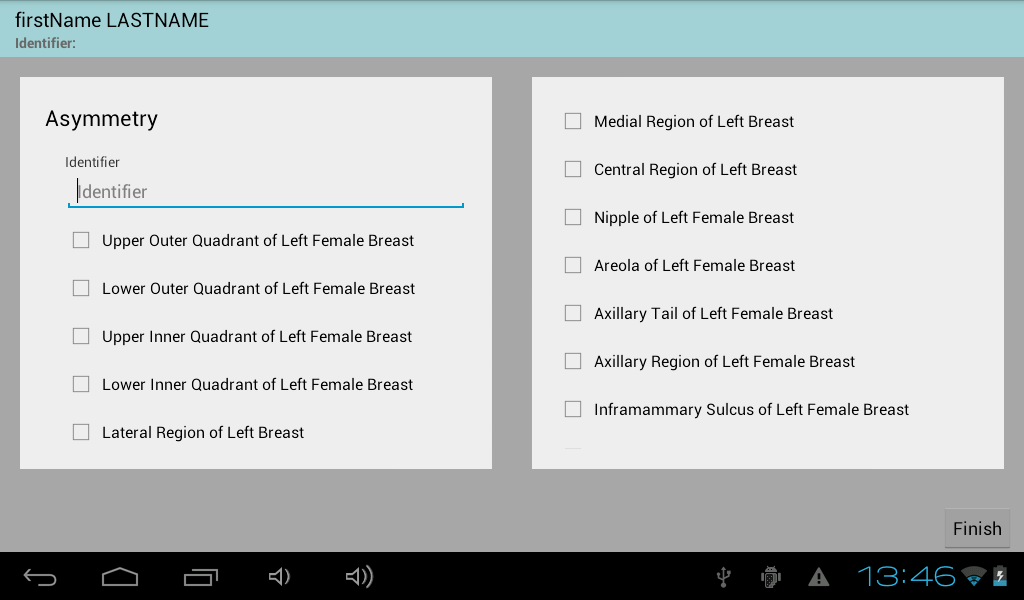 firstName LASTNAME
Identifier:
Asymmetry
Identifier
Identifier
Upper Outer Quadrant of Left Female Breast
Lower Outer Quadrant of Left Female Breast
Upper Inner Quadrant of Left Female Breast
Lower Inner Quadrant of Left Female Breast
Lateral Region of Left Breast
Medial Region of Left Breast
Central Region of Left Breast
Nipple of Left Female Breast
Areola of Left Female Breast
Axillary Tail of Left Female Breast
Axillary Region of Left Female Breast
Inframammary Sulcus of Left Female Breast
Finish
13:46